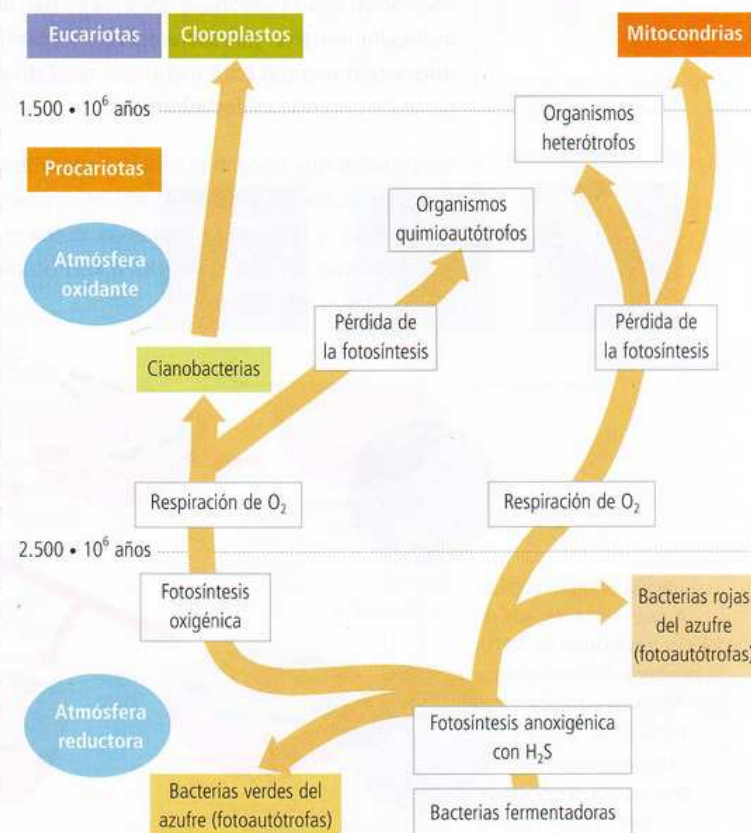 Eucariotas
Cloroplastos
Mitocondrias
1.500 • 10⁶ años
Organismos
heterótrofos
Procariotas
Organismos
quimioautótrofos
Atmósfera
oxidante
Pérdida de
la fotosíntesis
Pérdida de
la fotosíntesis
Cianobacterias
Respiración de O₂
Respiración de O₂
2.500 • 10⁶ años
Fotosíntesis
oxigénica
Bacterias rojas
del azufre
(fotoautótrofas)
Atmósfera
reductora
Fotosíntesis anoxigénica
con H₂S
Bacterias verdes del
azufre (fotoautótrofas)
Bacterias fermentadoras